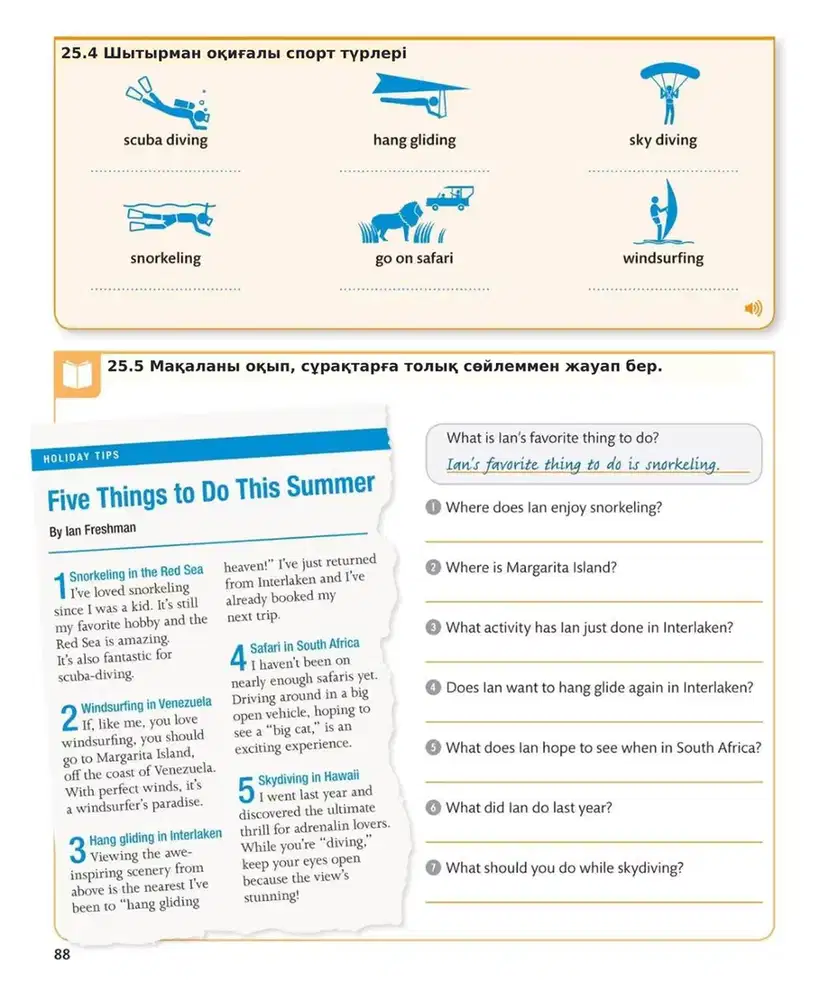 25.4 Шытырман оқиғалы спорт түрлері
scuba diving
hang gliding
sky diving
snorkeling
go on safari
windsurfing
25.5 Мақаланы оқып, сұрақтарға толық сөйлеммен жауап бер.
HOLIDAY TIPS
Five Things to Do This Summer
By Ian Freshman
1 Snorkeling in the Red Sea
I've loved snorkeling
since I was a kid. It's still
my favorite hobby and the
Red Sea is amazing.
It's also fantastic for
scuba-diving.
2 Windsurfing in Venezuela
If, like me, you love
windsurfing, you should
go to Margarita Island,
off the coast of Venezuela.
With perfect winds, it's
a windsurfer's paradise.
3 Hang gliding in Interlaken
Viewing the awe-
inspiring scenery from
above is the nearest I've
been to "hang gliding
heaven!" I've just returned
from Interlaken and I've
already booked my
next trip.
4 Safari in South Africa
I haven't been on
nearly enough safaris yet.
Driving around in a big
open vehicle, hoping to
see a "big cat," is an
exciting experience.
5 Skydiving in Hawaii
I went last year and
discovered the ultimate
thrill for adrenalin lovers.
While you're "diving,"
keep your eyes open
because the view's
stunning!
What is Ian's favorite thing to do?
Ian's favorite thing to do is snorkeling.
1 Where does Ian enjoy snorkeling?
2 Where is Margarita Island?
3 What activity has Ian just done in Interlaken?
4 Does Ian want to hang glide again in Interlaken?
5 What does Ian hope to see when in South Africa?
6 What did Ian do last year?
7 What should you do while skydiving?
88